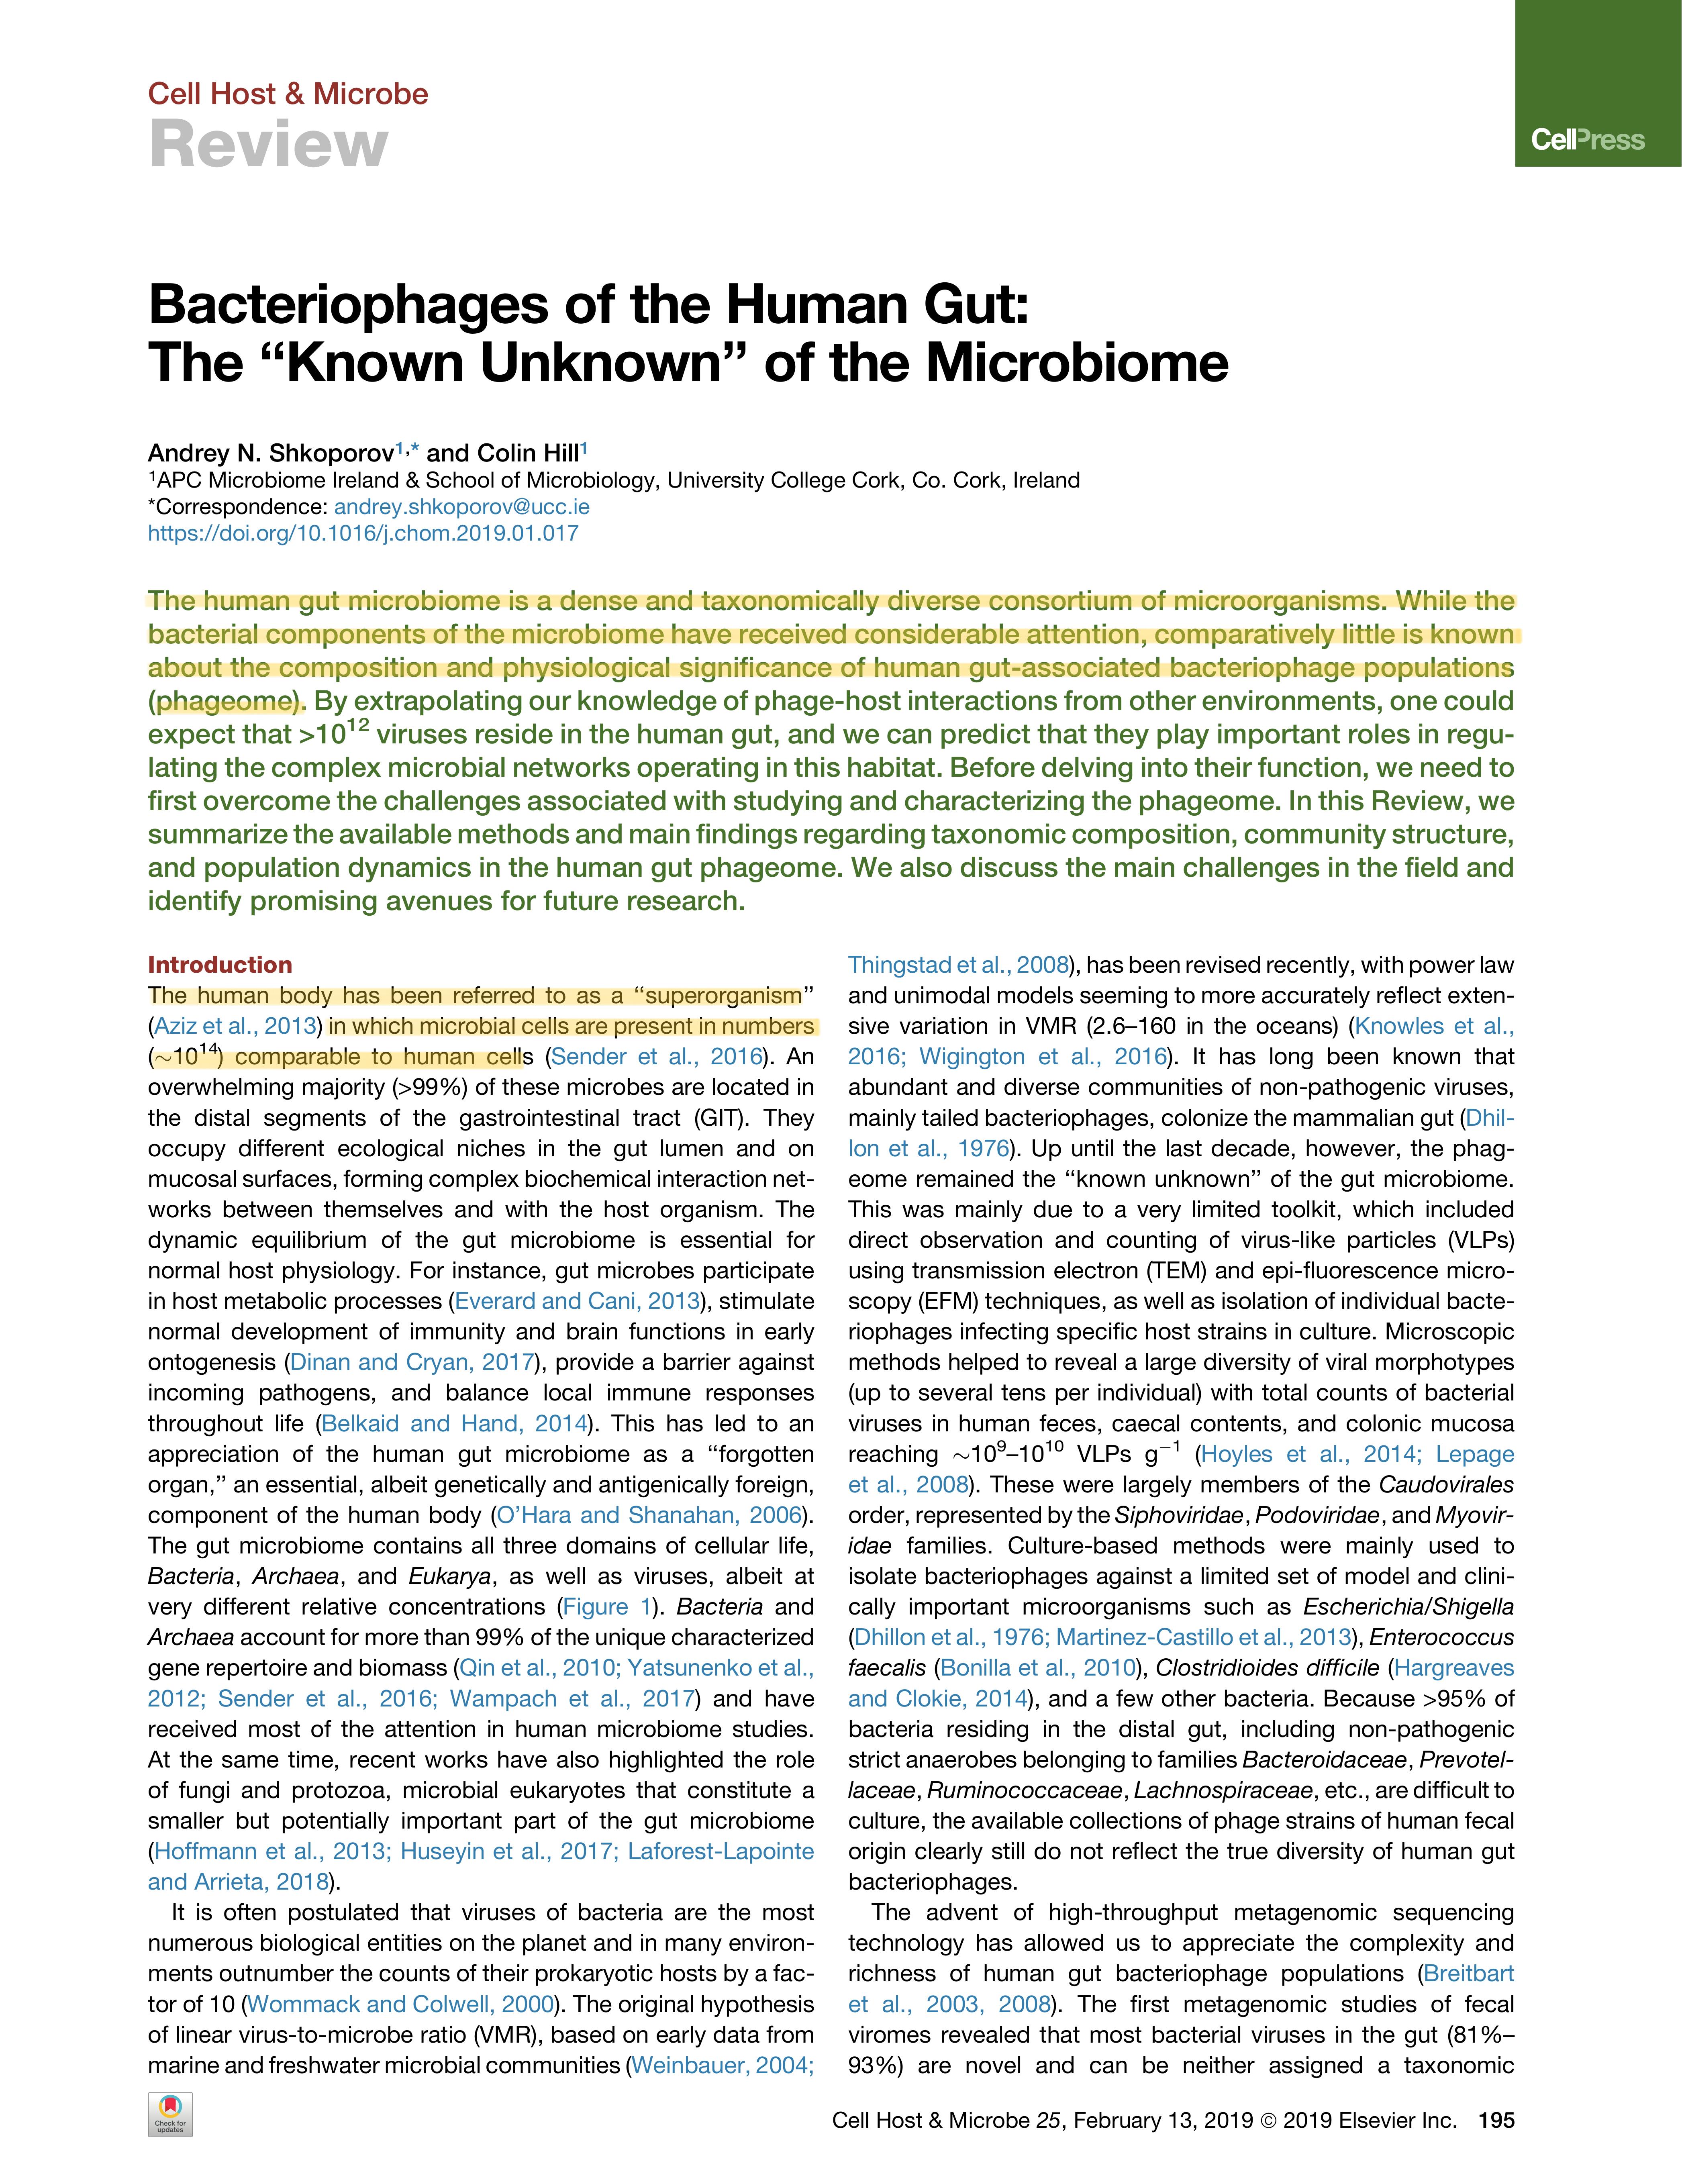 Cell Host & Microbe
Review
CellPress
Bacteriophages of the Human Gut:
The “Known Unknown” of the Microbiome
Andrey N. Shkoporov1,* and Colin Hill1
1APC Microbiome Ireland & School of Microbiology, University College Cork, Co. Cork, Ireland
*Correspondence: andrey.shkoporov@ucc.ie
https://doi.org/10.1016/j.chom.2019.01.017
The human gut microbiome is a dense and taxonomically diverse consortium of microorganisms. While the
bacterial components of the microbiome have received considerable attention, comparatively little is known
about the composition and physiological significance of human gut-associated bacteriophage populations
(phageome). By extrapolating our knowledge of phage-host interactions from other environments, one could
expect that >10^12 viruses reside in the human gut, and we can predict that they play important roles in regu-
lating the complex microbial networks operating in this habitat. Before delving into their function, we need to
first overcome the challenges associated with studying and characterizing the phageome. In this Review, we
summarize the available methods and main findings regarding taxonomic composition, community structure,
and population dynamics in the human gut phageome. We also discuss the main challenges in the field and
identify promising avenues for future research.
Introduction
The human body has been referred to as a “superorganism”
(Aziz et al., 2013) in which microbial cells are present in numbers
(~10^14) comparable to human cells (Sender et al., 2016). An
overwhelming majority (>99%) of these microbes are located in
the distal segments of the gastrointestinal tract (GIT). They
occupy different ecological niches in the gut lumen and on
mucosal surfaces, forming complex biochemical interaction net-
works between themselves and with the host organism. The
dynamic equilibrium of the gut microbiome is essential for
normal host physiology. For instance, gut microbes participate
in host metabolic processes (Everard and Cani, 2013), stimulate
normal development of immunity and brain functions in early
ontogenesis (Dinan and Cryan, 2017), provide a barrier against
incoming pathogens, and balance local immune responses
throughout life (Belkaid and Hand, 2014). This has led to an
appreciation of the human gut microbiome as a “forgotten
organ,” an essential, albeit genetically and antigenically foreign,
component of the human body (O’Hara and Shanahan, 2006).
The gut microbiome contains all three domains of cellular life,
Bacteria, Archaea, and Eukarya, as well as viruses, albeit at
very different relative concentrations (Figure 1). Bacteria and
Archaea account for more than 99% of the unique characterized
gene repertoire and biomass (Qin et al., 2010; Yatsunenko et al.,
2012; Sender et al., 2016; Wampach et al., 2017) and have
received most of the attention in human microbiome studies.
At the same time, recent works have also highlighted the role
of fungi and protozoa, microbial eukaryotes that constitute a
smaller but potentially important part of the gut microbiome
(Hoffmann et al., 2013; Huseyin et al., 2017; Laforest-Lapointe
and Arrieta, 2018).
It is often postulated that viruses of bacteria are the most
numerous biological entities on the planet and in many environ-
ments outnumber the counts of their prokaryotic hosts by a fac-
tor of 10 (Wommack and Colwell, 2000). The original hypothesis
of linear virus-to-microbe ratio (VMR), based on early data from
marine and freshwater microbial communities (Weinbauer, 2004;
Thingstad et al., 2008), has been revised recently, with power law
and unimodal models seeming to more accurately reflect exten-
sive variation in VMR (2.6–160 in the oceans) (Knowles et al.,
2016; Wigington et al., 2016). It has long been known that
abundant and diverse communities of non-pathogenic viruses,
mainly tailed bacteriophages, colonize the mammalian gut (Dhil-
lon et al., 1976). Up until the last decade, however, the phag-
eome remained the “known unknown” of the gut microbiome.
This was mainly due to a very limited toolkit, which included
direct observation and counting of virus-like particles (VLPs)
using transmission electron (TEM) and epi-fluorescence micro-
scopy (EFM) techniques, as well as isolation of individual bacte-
riophages infecting specific host strains in culture. Microscopic
methods helped to reveal a large diversity of viral morphotypes
(up to several tens per individual) with total counts of bacterial
viruses in human feces, caecal contents, and colonic mucosa
reaching ~10^9–10^10 VLPs g^−1 (Hoyles et al., 2014; Lepage
et al., 2008). These were largely members of the Caudovirales
order, represented by the Siphoviridae, Podoviridae, and Myovir-
idae families. Culture-based methods were mainly used to
isolate bacteriophages against a limited set of model and clini-
cally important microorganisms such as Escherichia/Shigella
(Dhillon et al., 1976; Martinez-Castillo et al., 2013), Enterococcus
faecalis (Bonilla et al., 2010), Clostridioides difficile (Hargreaves
and Clokie, 2014), and a few other bacteria. Because >95% of
bacteria residing in the distal gut, including non-pathogenic
strict anaerobes belonging to families Bacteroidaceae, Prevotel-
laceae, Ruminococcaceae, Lachnospiraceae, etc., are difficult to
culture, the available collections of phage strains of human fecal
origin clearly still do not reflect the true diversity of human gut
bacteriophages.
The advent of high-throughput metagenomic sequencing
technology has allowed us to appreciate the complexity and
richness of human gut bacteriophage populations (Breitbart
et al., 2003, 2008). The first metagenomic studies of fecal
viromes revealed that most bacterial viruses in the gut (81%–
93%) are novel and can be neither assigned a taxonomic
Check for
updates
Cell Host & Microbe 25, February 13, 2019 © 2019 Elsevier Inc. 195